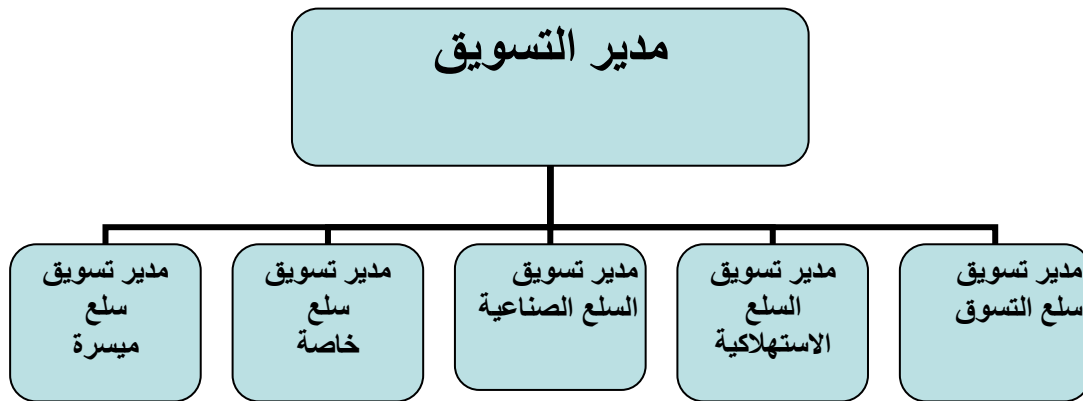 مدير التسويق
مدير تسويق
سلع التسوق
مدير تسويق
السلع
الاستهلاكية
مدير تسويق
السلع الصناعية
مدير تسويق
سلع
خاصة
مدير تسويق
سلع
ميسرة